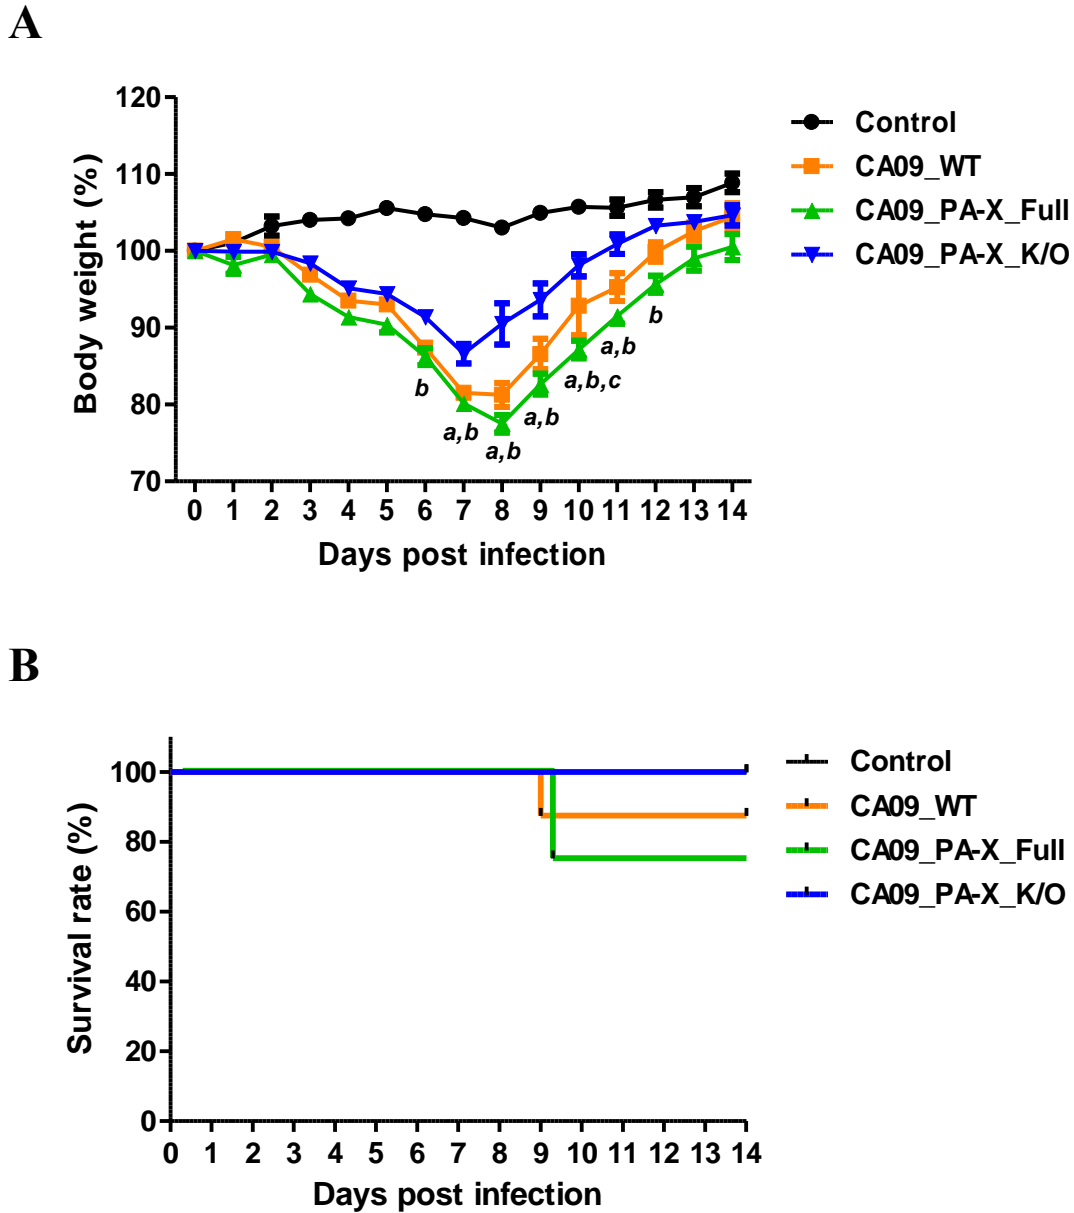 A
120
110
100
90
80
70
Body weight (%)
0 1 2 3 4 5 6 7 8 9 10 11 12 13 14
Days post infection
b
a,b
a,b
a,b
a,b,c
a,b
b
Control
CA09_WT
CA09_PA-X_Full
CA09_PA-X_K/O
B
100
80
60
40
20
0
Survival rate (%)
0 1 2 3 4 5 6 7 8 9 10 11 12 13 14
Days post infection
Control
CA09_WT
CA09_PA-X_Full
CA09_PA-X_K/O